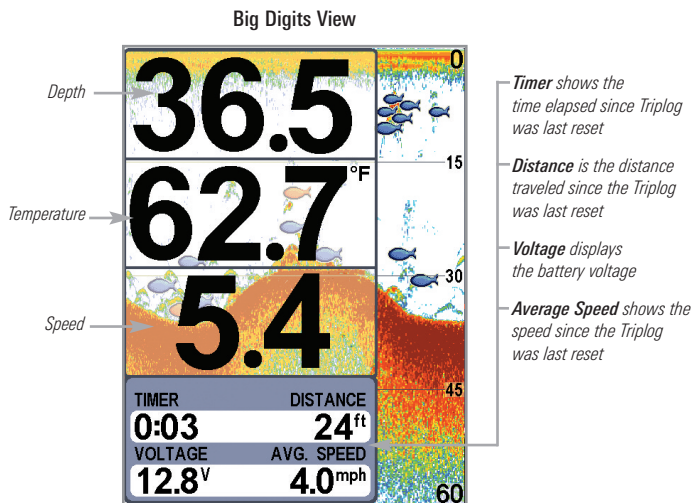 Big Digits View
Depth
36.5
Temperature
62.7°F
Speed
5.4
TIMER DISTANCE
0:03 24ft
VOLTAGE AVG. SPEED
12.8V 4.0mph
0
15
30
45
60
Timer shows the
time elapsed since Triplog
was last reset
Distance is the distance
traveled since the Triplog
was last reset
Voltage displays
the battery voltage
Average Speed shows the
speed since the Triplog
was last reset